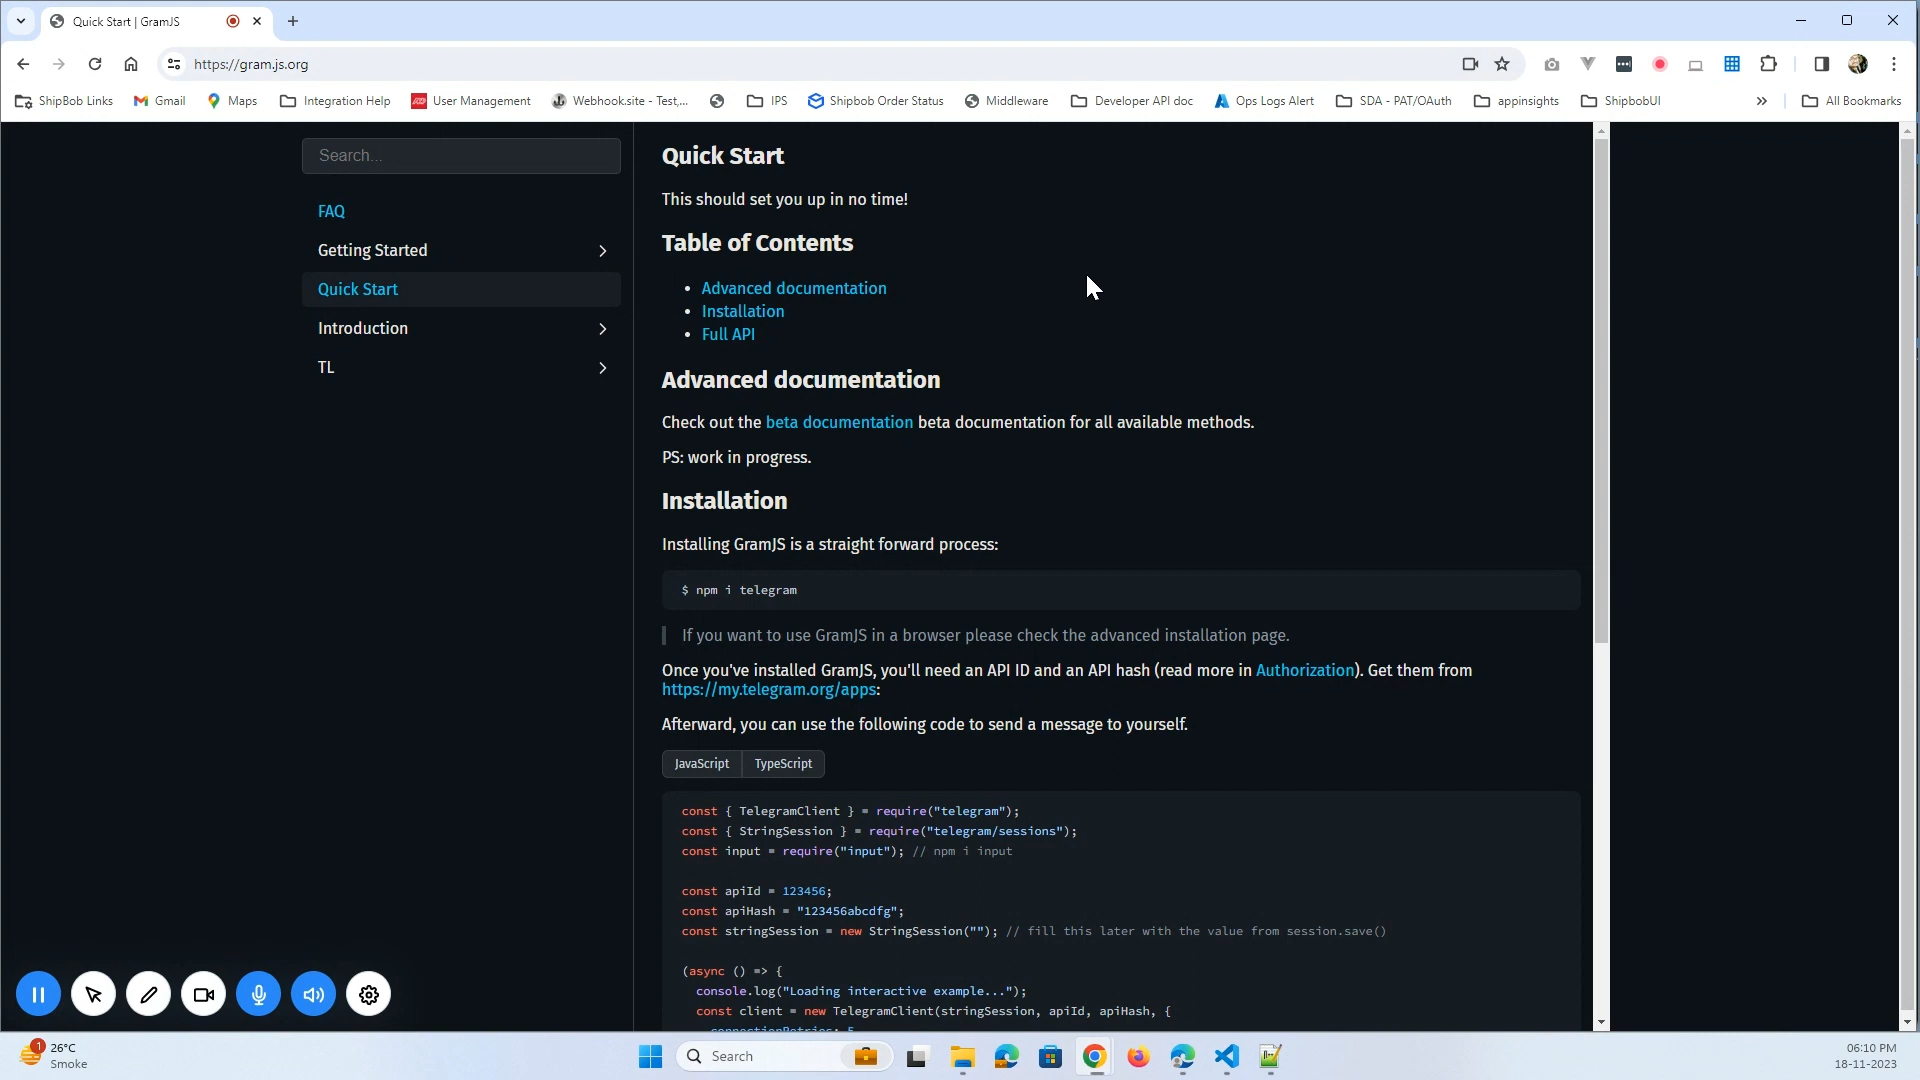 Quick Start | GramJS
https://gram.js.org
ShipBob Links
Gmail
Maps
Integration Help
User Management
Webhook.site - Test,...
IPS
Shipbob Order Status
Middleware
Developer API doc
Ops Logs Alert
SDA - PAT/OAuth
appinsights
ShipbobUI
»
All Bookmarks
Search...
FAQ
Getting Started
Quick Start
Introduction
TL
Quick Start
This should set you up in no time!
Table of Contents
• Advanced documentation
• Installation
• Full API
Advanced documentation
Check out the beta documentation beta documentation for all available methods.
PS: work in progress.
Installation
Installing GramJS is a straight forward process:
$ npm i telegram
If you want to use GramJS in a browser please check the advanced installation page.
Once you've installed GramJS, you'll need an API ID and an API hash (read more in Authorization). Get them from
https://my.telegram.org/apps:
Afterward, you can use the following code to send a message to yourself.
JavaScript
TypeScript
const { TelegramClient } = require("telegram");
const { StringSession } = require("telegram/sessions");
const input = require("input"); // npm i input
const apiId = 123456;
const apiHash = "123456abcdfg";
const stringSession = new StringSession(""); // fill this later with the value from session.save()
(async () => {
console.log("Loading interactive example...");
const client = new TelegramClient(stringSession, apiId, apiHash, {
connectionRetries: 5
1
26°C
Smoke
Search
06:10 PM
18-11-2023